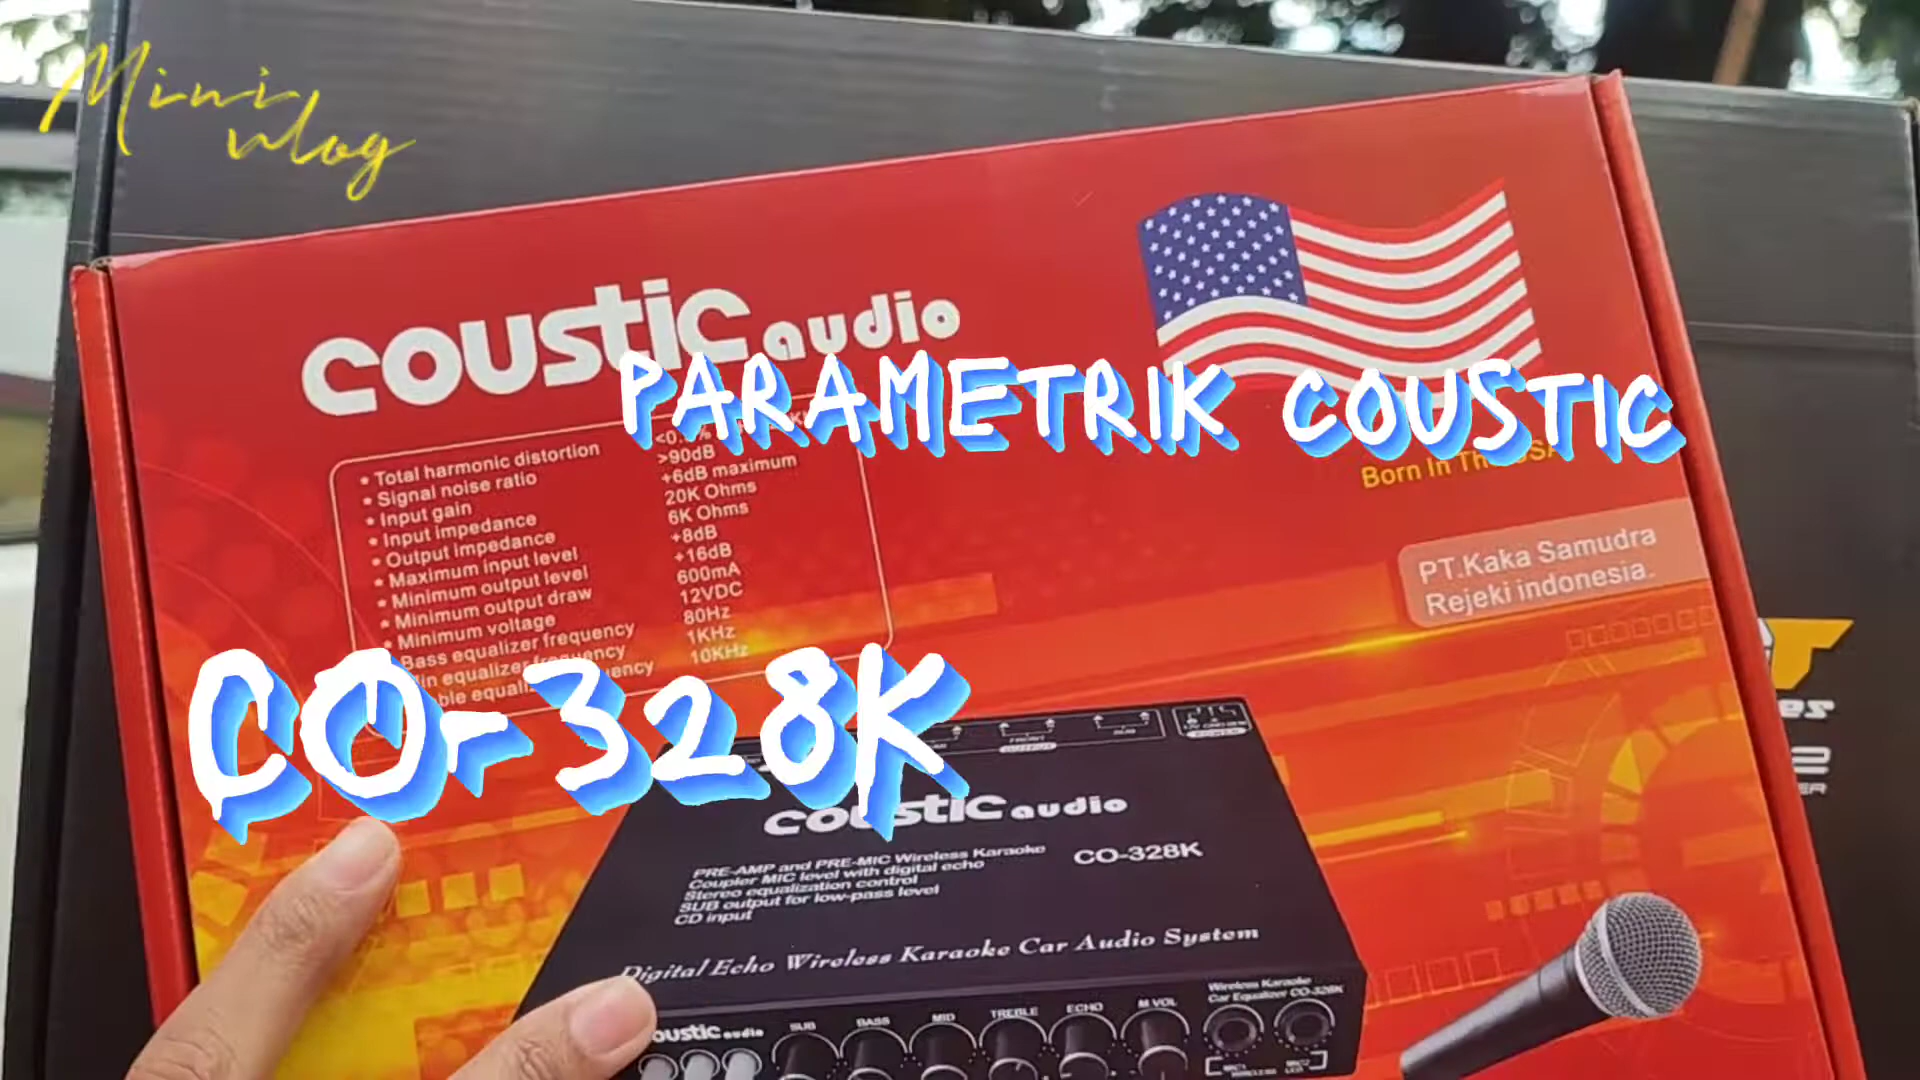 Mini
vlog
coustic audio
PARAMETRIK COUSTIC
• Total harmonic distortion
• Signal noise ratio >90dB
• Input gain +6dB maximum
• Input impedance 20K Ohms
• Output impedance 6K Ohms
• Maximum input level +8dB
• Minimum output level +16dB
• Minimum output draw 600mA
• Minimum voltage 12VDC
Bass equalizer frequency 80Hz
equalizer frequency 1KHz
10KHz
Born In The USA
PT.Kaka Samudra
Rejeki indonesia.
CO-328K
coustic audio
PRE-AMP and PRE-MIC Wireless Karaoke
Coupler MIC level with digital echo
Stereo equalization control
SUB output for low-pass level
CD input
CO-328K
Digital Echo Wireless Karaoke Car Audio System
coustic audio
SUB BASS MID TREBLE ECHO M VOL
Wireless Karaoke
Car Equalizer CO-328K